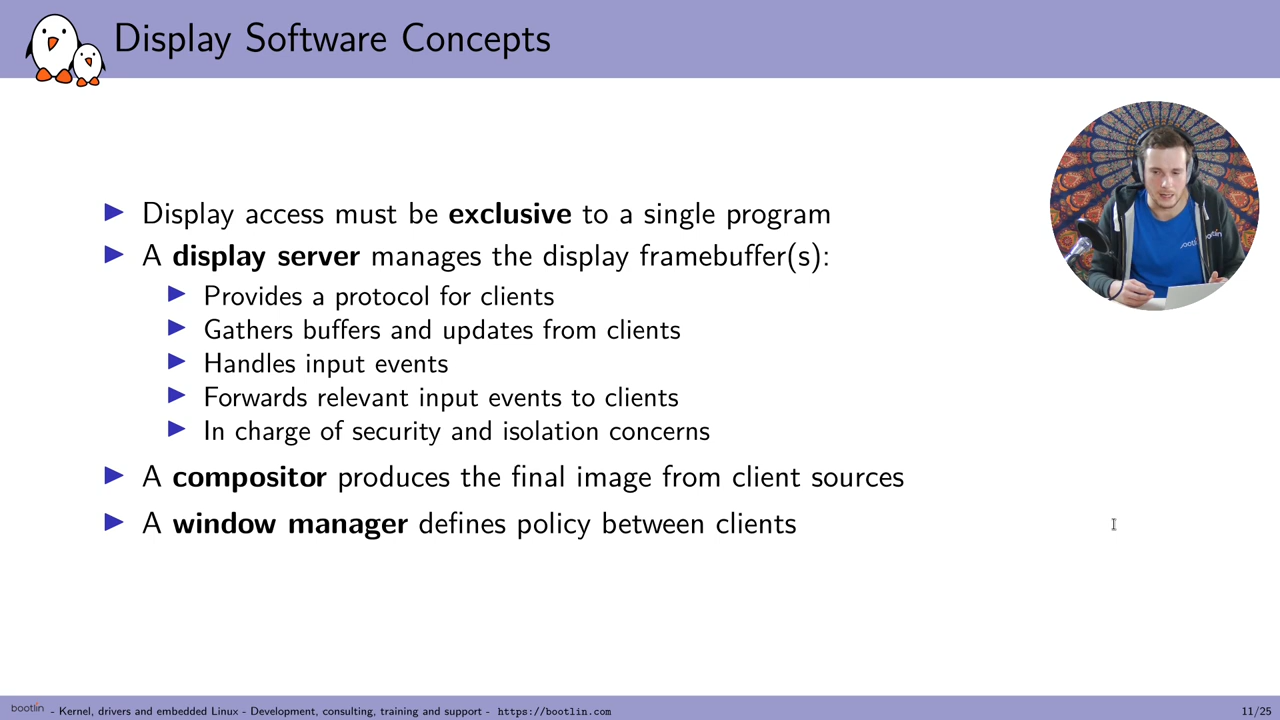 Display Software Concepts
Display access must be exclusive to a single program
A display server manages the display framebuffer(s):
Provides a protocol for clients
Gathers buffers and updates from clients
Handles input events
Forwards relevant input events to clients
In charge of security and isolation concerns
A compositor produces the final image from client sources
A window manager defines policy between clients
bootlin
bootlin - Kernel, drivers and embedded Linux - Development, consulting, training and support - https://bootlin.com 11/25